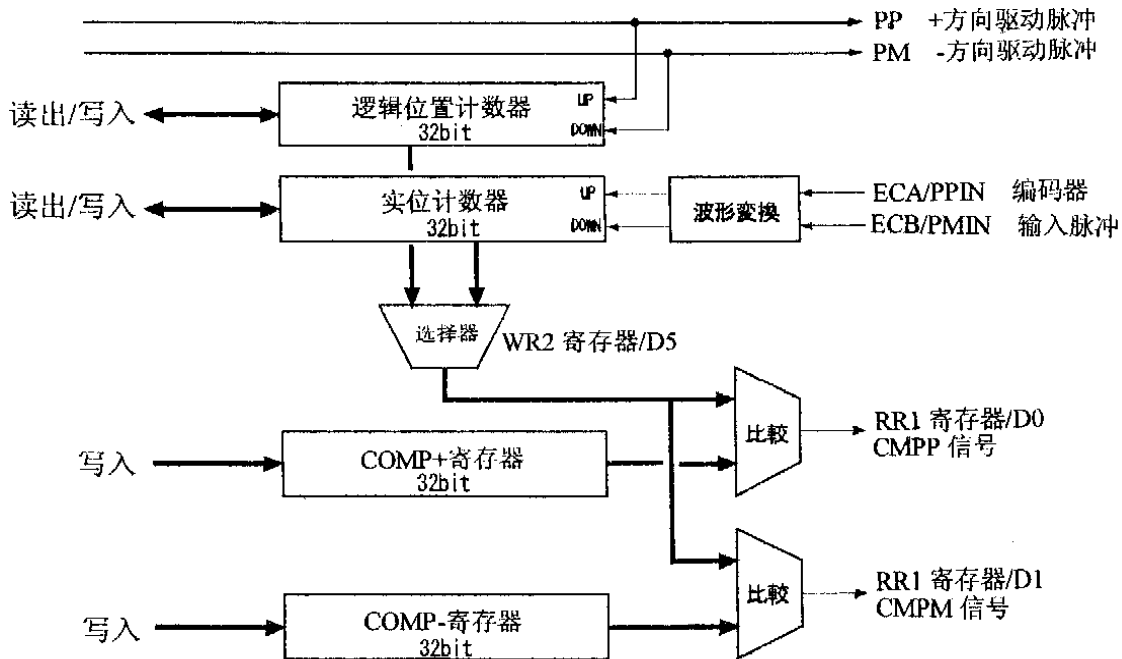 PP +方向驱动脉冲
PM -方向驱动脉冲
读出/写入
逻辑位置计数器
32bit
UP
DOWN
读出/写入
实位计数器
32bit
UP
DOWN
波形变换
ECA/PPIN 编码器
ECB/PMIN 输入脉冲
选择器
WR2 寄存器/D5
比較
RR1 寄存器/D0
CMPP 信号
写入
COMP+寄存器
32bit
比較
RR1 寄存器/D1
CMPM 信号
写入
COMP-寄存器
32bit